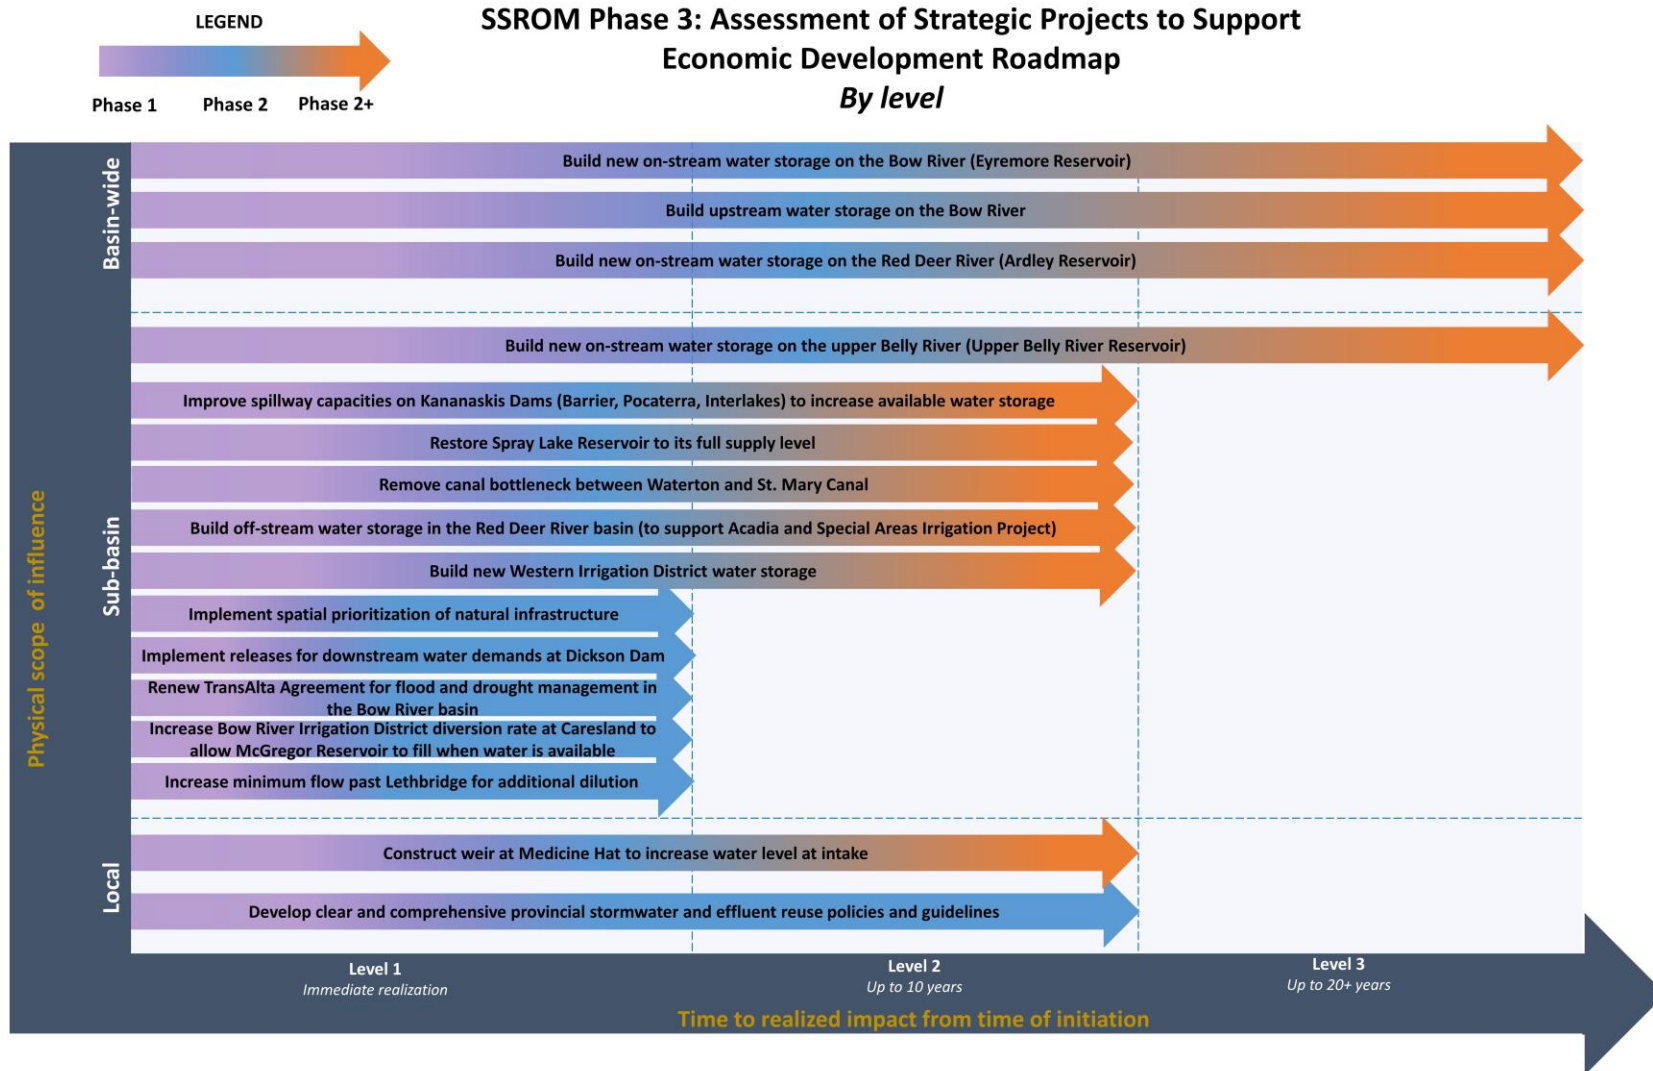 LEGEND
Phase 1 Phase 2 Phase 2+
SSROM Phase 3: Assessment of Strategic Projects to Support
Economic Development Roadmap
By level
Physical scope of influence
Basin-wide
Build new on-stream water storage on the Bow River (Eyremore Reservoir)
Build upstream water storage on the Bow River
Build new on-stream water storage on the Red Deer River (Ardley Reservoir)
Sub-basin
Build new on-stream water storage on the upper Belly River (Upper Belly River Reservoir)
Improve spillway capacities on Kananaskis Dams (Barrier, Pocaterra, Interlakes) to increase available water storage
Restore Spray Lake Reservoir to its full supply level
Remove canal bottleneck between Waterton and St. Mary Canal
Build off-stream water storage in the Red Deer River basin (to support Acadia and Special Areas Irrigation Project)
Build new Western Irrigation District water storage
Implement spatial prioritization of natural infrastructure
Implement releases for downstream water demands at Dickson Dam
Renew TransAlta Agreement for flood and drought management in
the Bow River basin
Increase Bow River Irrigation District diversion rate at Caresland to
allow McGregor Reservoir to fill when water is available
Increase minimum flow past Lethbridge for additional dilution
Local
Construct weir at Medicine Hat to increase water level at intake
Develop clear and comprehensive provincial stormwater and effluent reuse policies and guidelines
Level 1
Immediate realization
Level 2
Up to 10 years
Level 3
Up to 20+ years
Time to realized impact from time of initiation